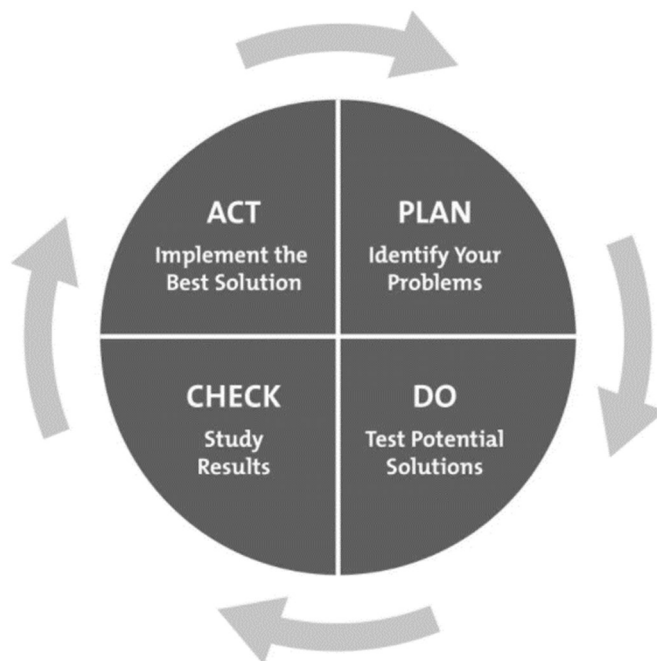 ACT
Implement the
Best Solution
PLAN
Identify Your
Problems
CHECK
Study
Results
DO
Test Potential
Solutions